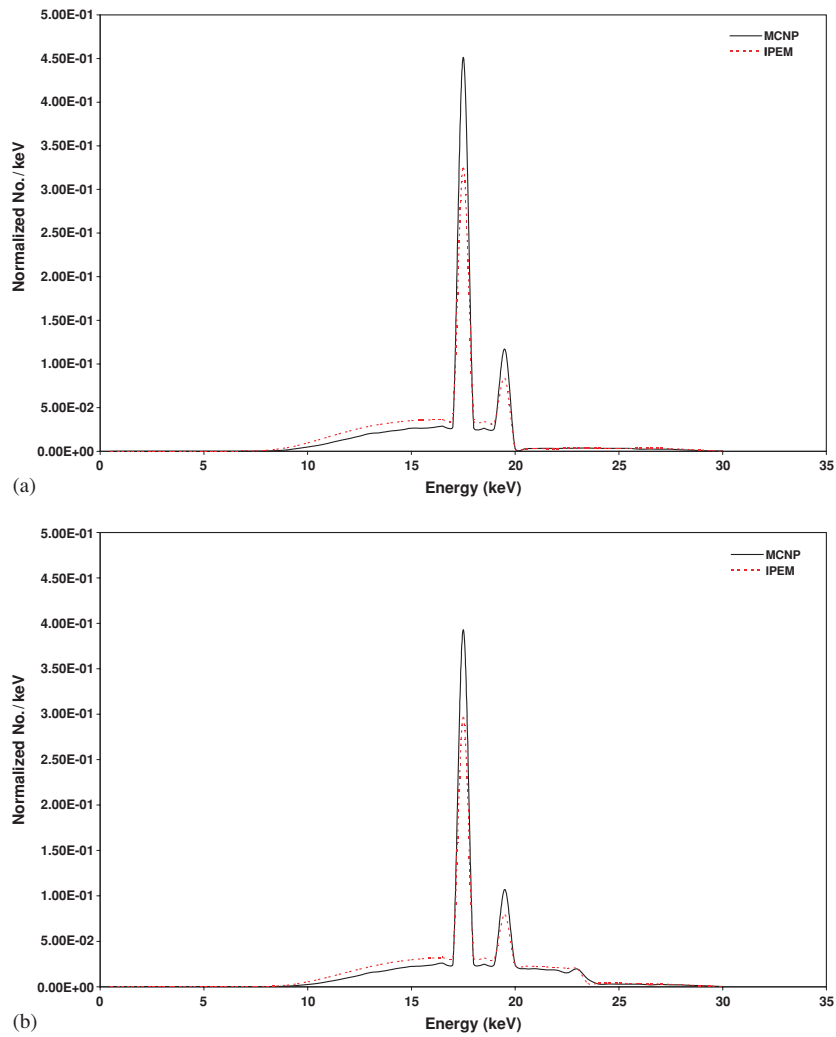 5.00E-01
4.50E-01
4.00E-01
3.50E-01
3.00E-01
2.50E-01
2.00E-01
1.50E-01
1.00E-01
5.00E-02
0.00E+00
Normalized No./keV
MCNP
IPEM
0 5 10 15 20 25 30 35
Energy (keV)
(a)
5.00E-01
4.50E-01
4.00E-01
3.50E-01
3.00E-01
2.50E-01
2.00E-01
1.50E-01
1.00E-01
5.00E-02
0.00E+00
Normalized No./keV
MCNP
IPEM
0 5 10 15 20 25 30 35
Energy (keV)
(b)